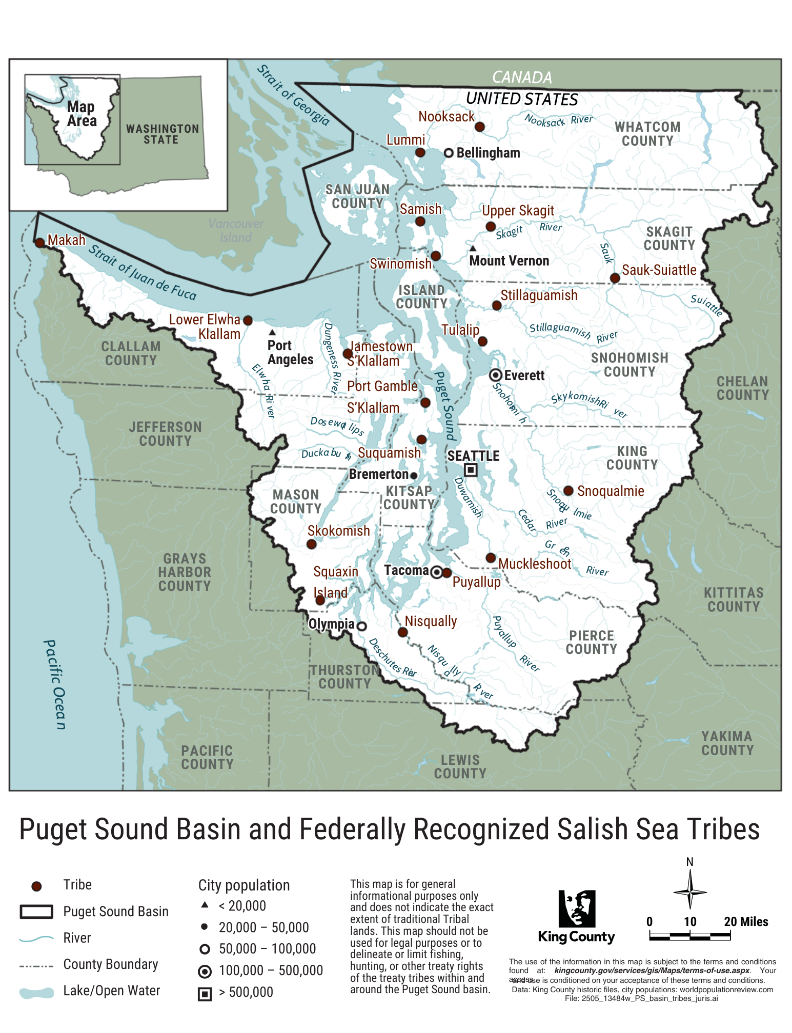 CANADA
UNITED STATES
Strait of Georgia
Map
Area
WASHINGTON
STATE
Nooksack
Nooksack River
WHATCOM
COUNTY
Lummi
Bellingham
SAN JUAN
COUNTY
Samish
Upper Skagit
Vancouver
Island
Skagit River
SKAGIT
COUNTY
Makah
Strait of Juan de Fuca
Swinomish
Mount Vernon
Sauk
Sauk-Suiattle
ISLAND
COUNTY
Stillaguamish
Suiattle
Lower Elwha
Klallam
Tulalip
Stillaguamish River
Port
Angeles
Dungeness River
Jamestown
S'Klallam
CLALLAM
COUNTY
SNOHOMISH
COUNTY
Elwha River
Port Gamble
S'Klallam
Puget Sound
Everett
Snohomish
CHELAN
COUNTY
Skykomish River
JEFFERSON
COUNTY
Dosewallips
Duckabush
Suquamish
SEATTLE
KING
COUNTY
Bremerton
MASON
COUNTY
KITSAP
COUNTY
Duwamish
Snoqualmie
Snoqualmie
Cedar River
Skokomish
Green River
GRAYS
HARBOR
COUNTY
Squaxin
Island
Tacoma
Puyallup
Muckleshoot
KITTITAS
COUNTY
Olympia
Nisqually
Puyallup River
PIERCE
COUNTY
Pacific Ocean
Deschutes River
Nisqually River
THURSTON
COUNTY
PACIFIC
COUNTY
LEWIS
COUNTY
YAKIMA
COUNTY
Puget Sound Basin and Federally Recognized Salish Sea Tribes
Tribe
Puget Sound Basin
River
County Boundary
Lake/Open Water
City population
< 20,000
20,000 – 50,000
50,000 – 100,000
100,000 – 500,000
> 500,000
This map is for general
informational purposes only
and does not indicate the exact
extent of traditional Tribal
lands. This map should not be
used for legal purposes or to
delineate or limit fishing,
hunting, or other treaty rights
of the treaty tribes within and
around the Puget Sound basin.
King County
N
0 10 20 Miles
The use of the information in this map is subject to the terms and conditions
found at: kingcounty.gov/services/gis/Maps/terms-of-use.aspx. Your
and use is conditioned on your acceptance of these terms and conditions.
Data: King County historic files, city populations: worldpopulationreview.com
File: 2505_13484w_PS_basin_tribes_juris.ai